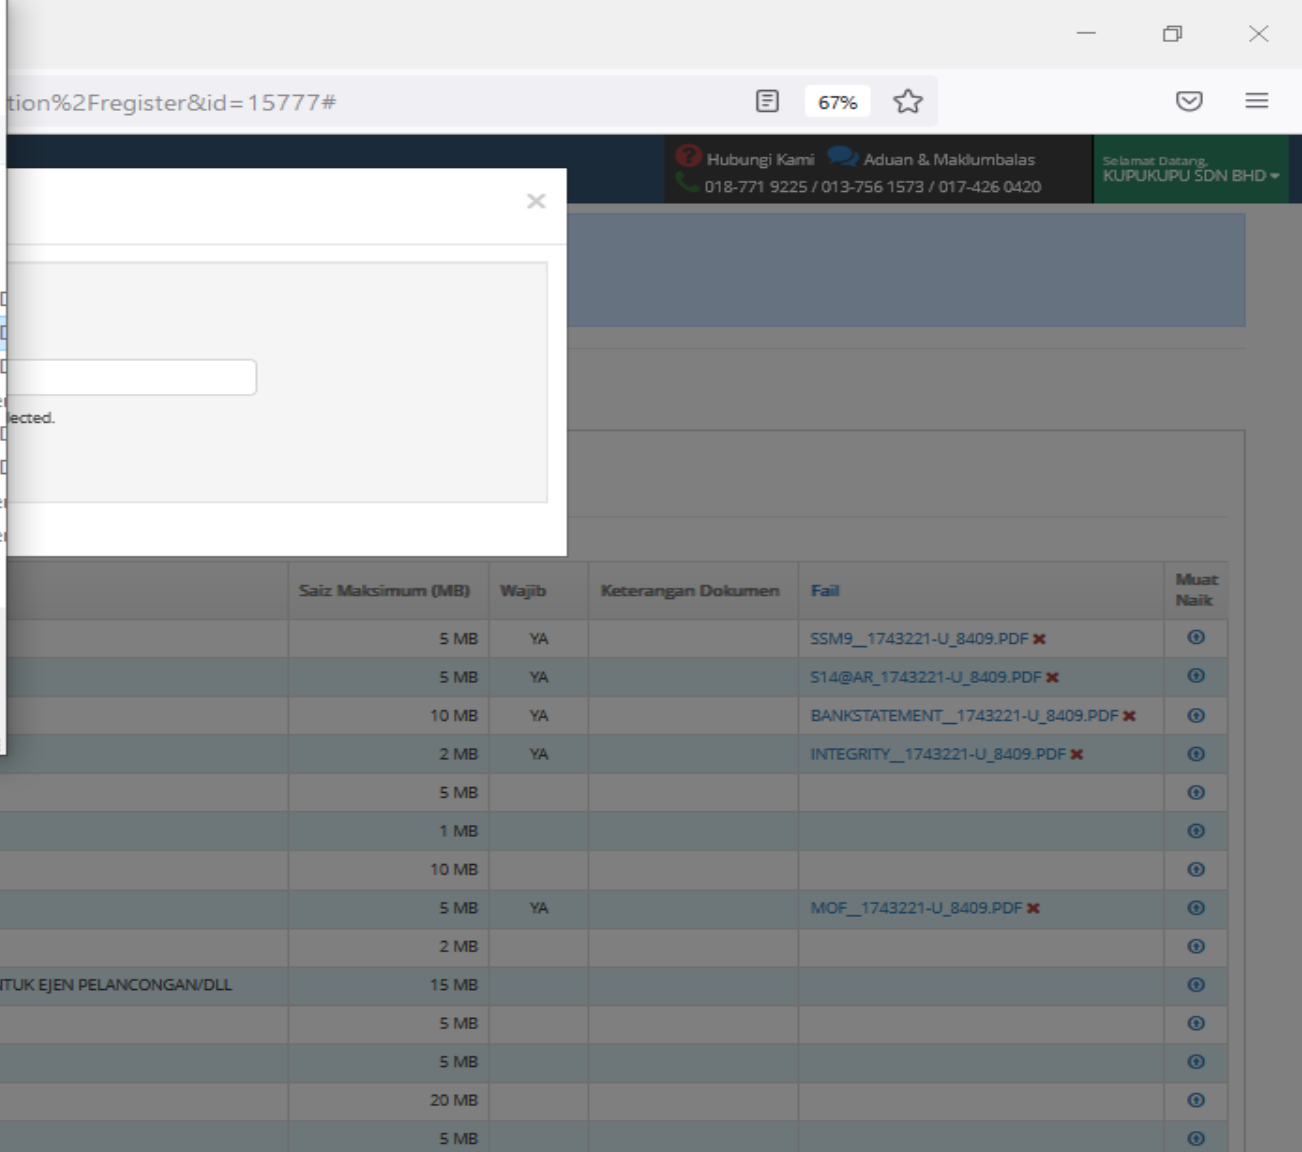 tion%2Fregister&id=15777#
67%
Hubungi Kami Aduan & Maklumbalas
018-771 9225 / 013-756 1573 / 017-426 0420
Selamat Datang,
KUPUKUPU SDN BHD
×
lected.
Saiz Maksimum (MB) Wajib Keterangan Dokumen Fail Muat Naik
5 MB YA SSM9__1743221-U_8409.PDF
5 MB YA S14@AR_1743221-U_8409.PDF
10 MB YA BANKSTATEMENT__1743221-U_8409.PDF
2 MB YA INTEGRITY__1743221-U_8409.PDF
5 MB
1 MB
10 MB
5 MB YA MOF__1743221-U_8409.PDF
2 MB
TUK EJEN PELANCONGAN/DLL 15 MB
5 MB
5 MB
20 MB
5 MB